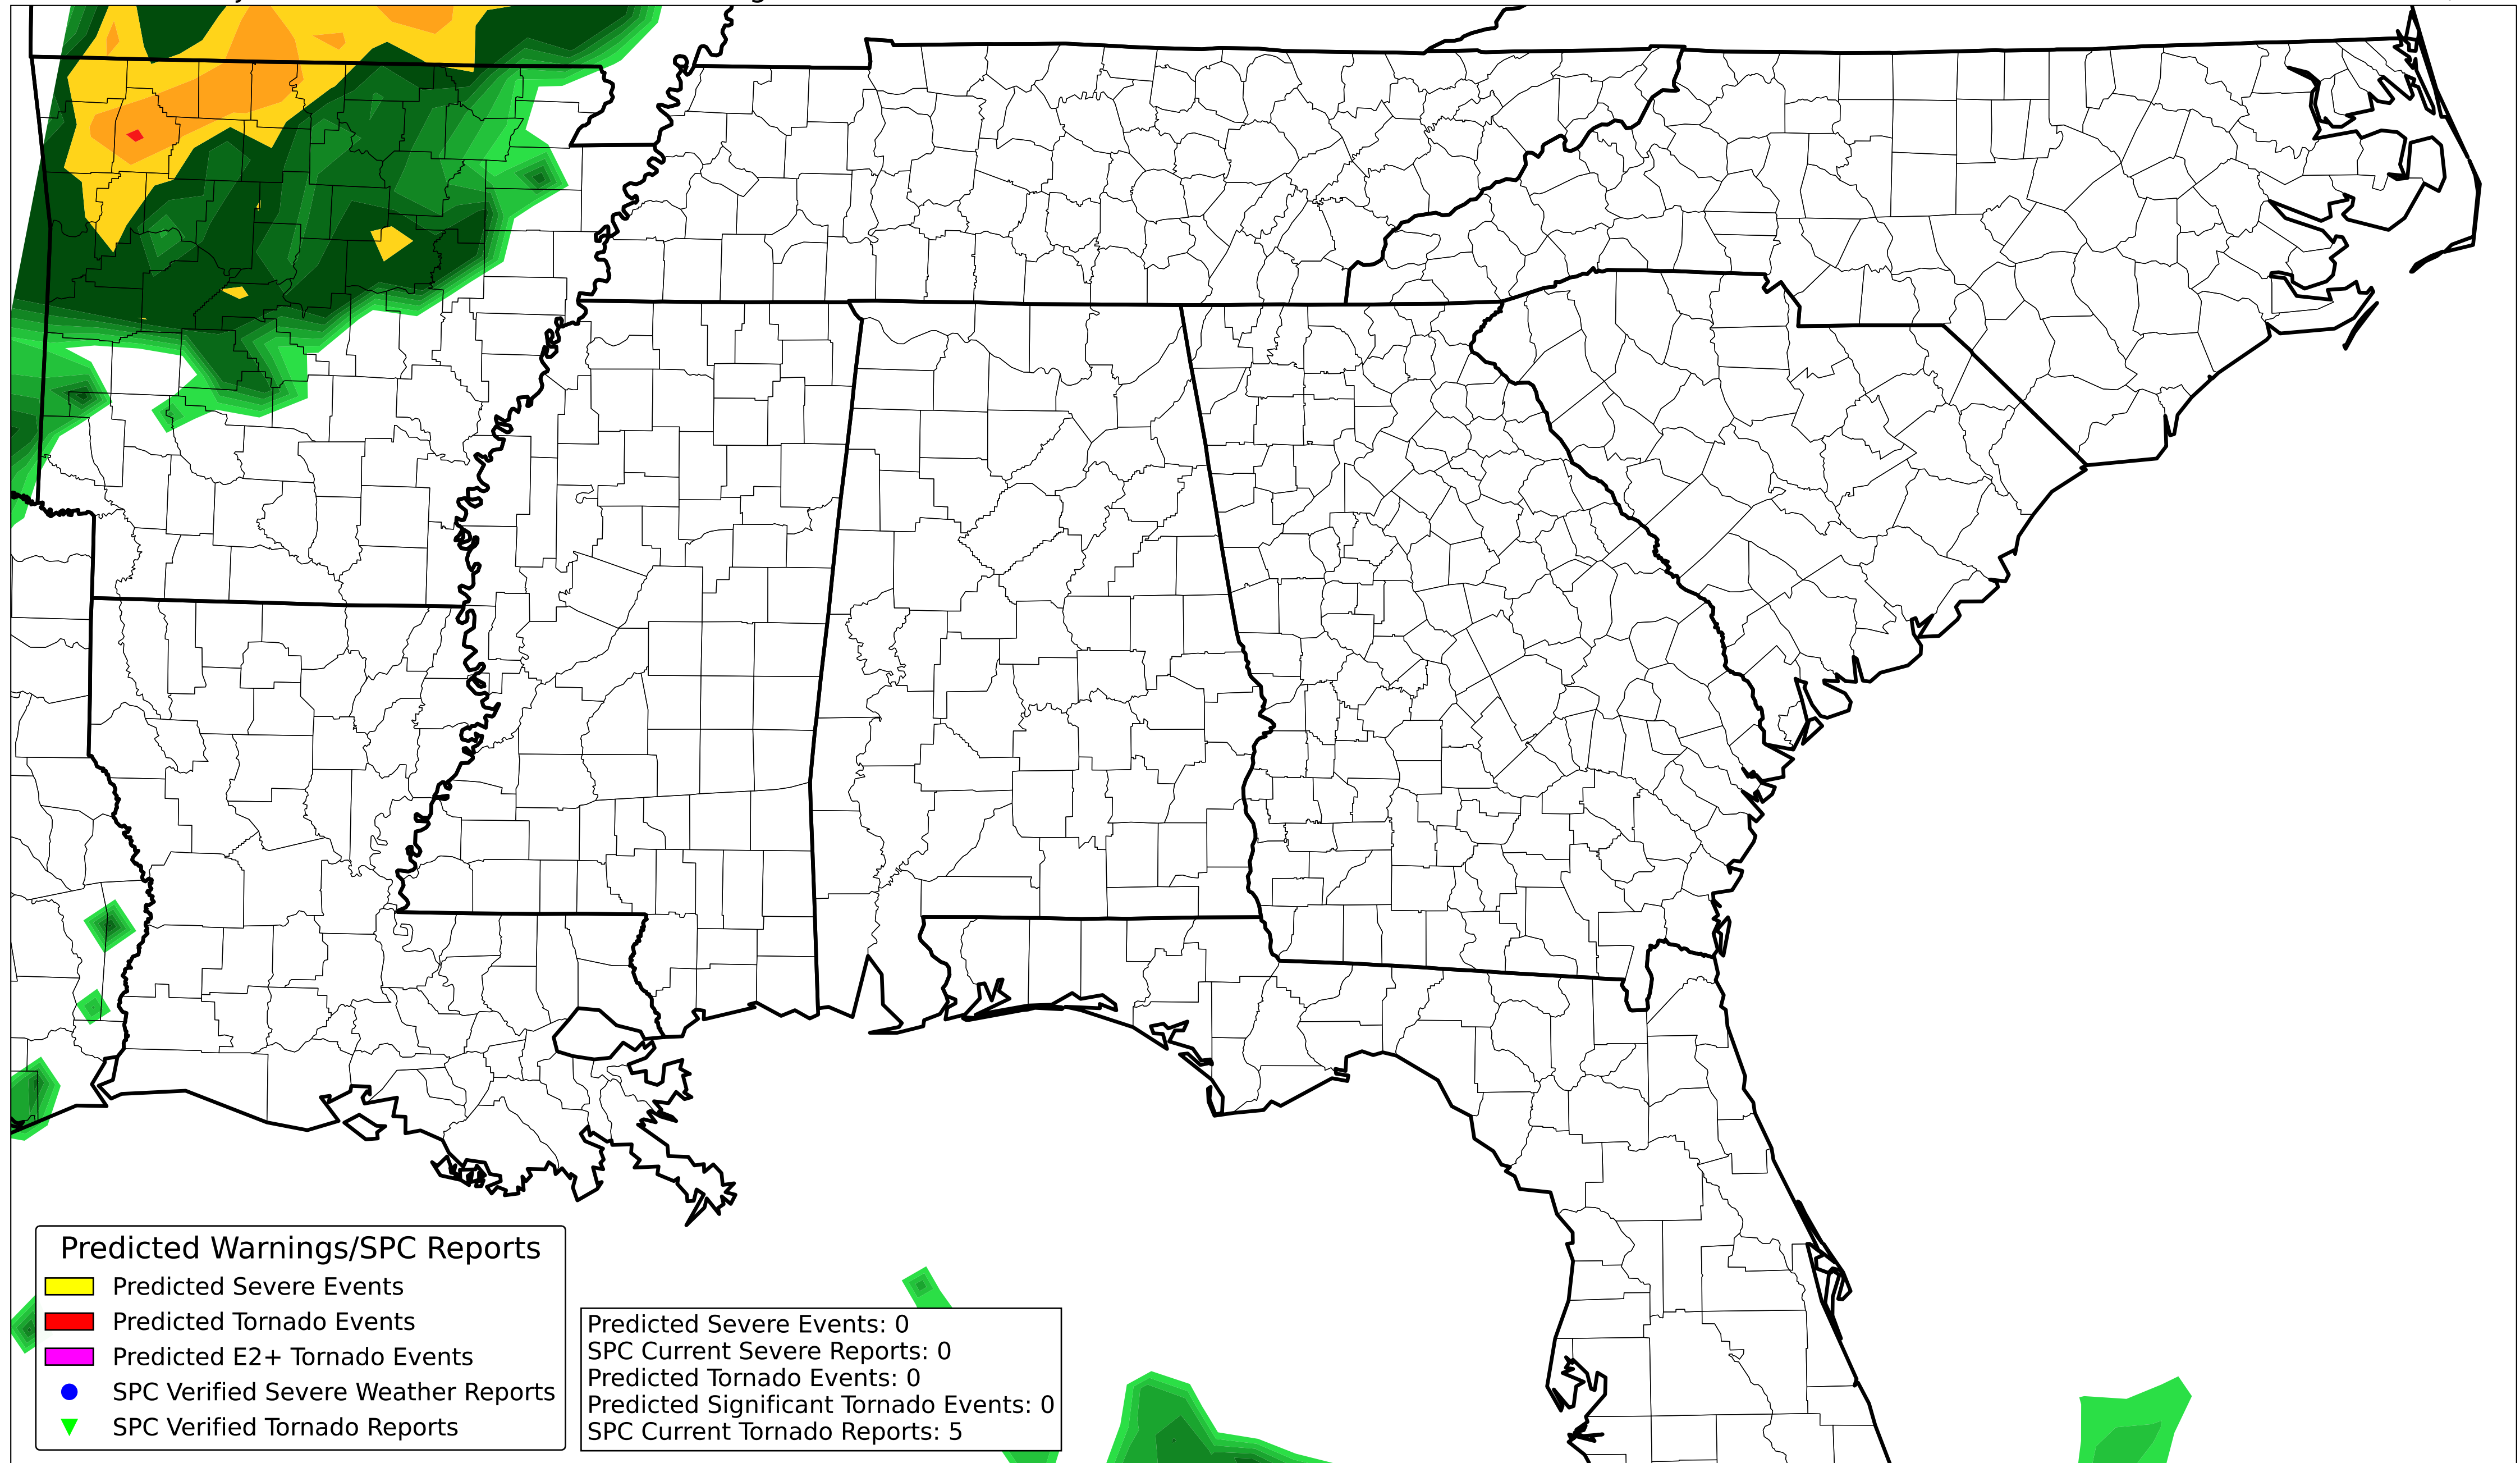 Predicted Warnings/SPC Reports
Predicted Severe Events
Predicted Tornado Events
Predicted E2+ Tornado Events
SPC Verified Severe Weather Reports
SPC Verified Tornado Reports
Predicted Severe Events: 0
SPC Current Severe Reports: 0
Predicted Tornado Events: 0
Predicted Significant Tornado Events: 0
SPC Current Tornado Reports: 5